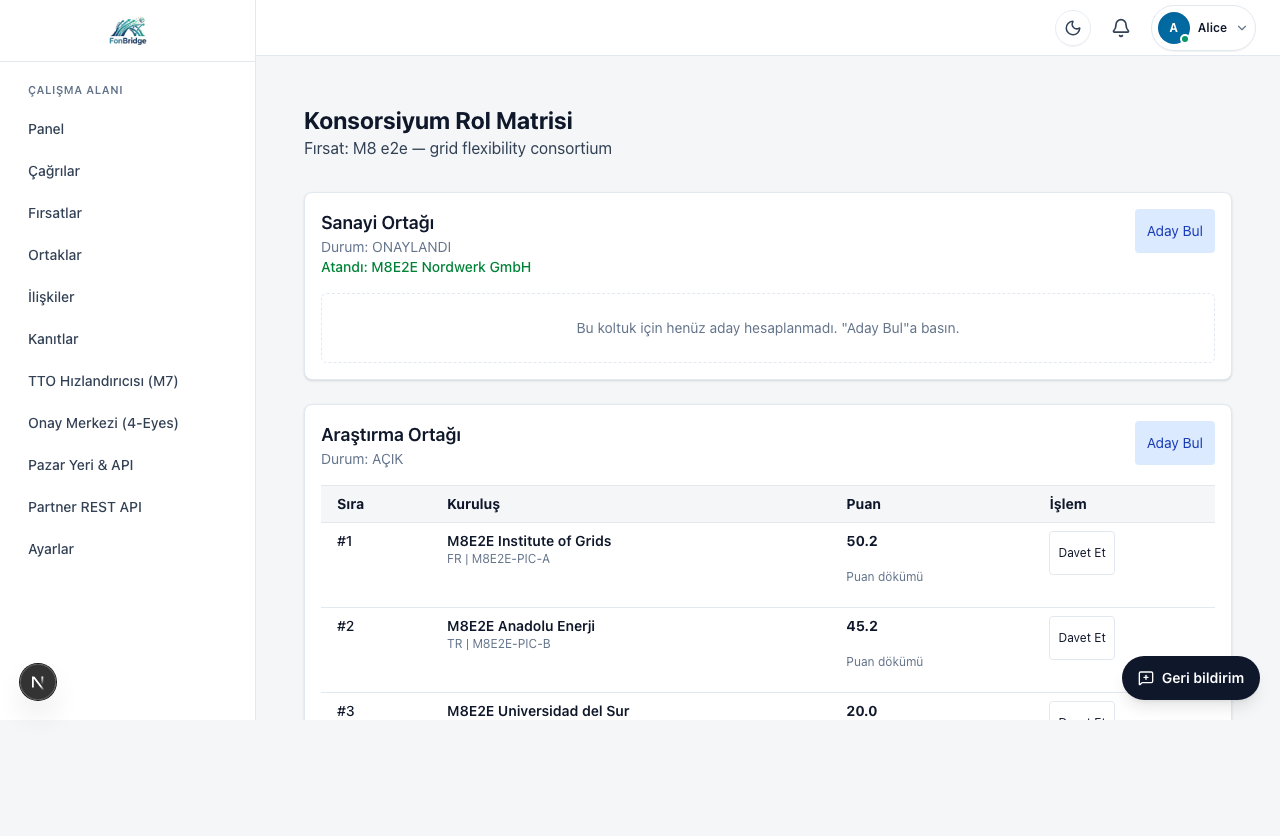 FonBridge
ÇALIŞMA ALANI
Panel
Çağrılar
Fırsatlar
Ortaklar
İlişkiler
Kanıtlar
TTO Hızlandırıcısı (M7)
Onay Merkezi (4-Eyes)
Pazar Yeri & API
Partner REST API
Ayarlar
N
A
Alice
Konsorsiyum Rol Matrisi
Fırsat: M8 e2e — grid flexibility consortium
Sanayi Ortağı
Aday Bul
Durum: ONAYLANDI
Atandı: M8E2E Nordwerk GmbH
Bu koltuk için henüz aday hesaplanmadı. "Aday Bul"a basın.
Araştırma Ortağı
Aday Bul
Durum: AÇIK
Sıra Kuruluş Puan İşlem
#1 M8E2E Institute of Grids 50.2
FR | M8E2E-PIC-A
Davet Et
Puan dökümü
#2 M8E2E Anadolu Enerji 45.2
TR | M8E2E-PIC-B
Davet Et
Puan dökümü
#3 M8E2E Universidad del Sur 20.0
Davet Et
Geri bildirim